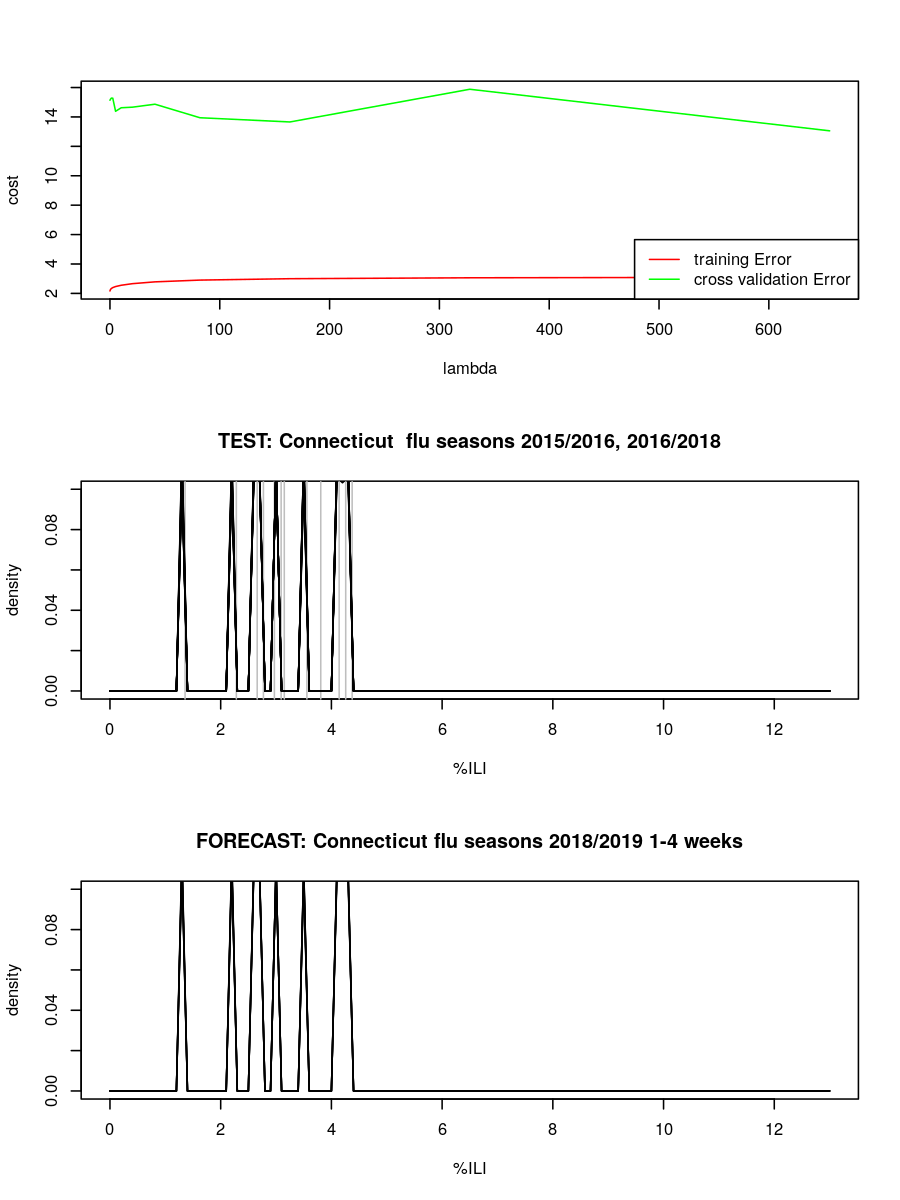 cost
14
10
8
6
4
2
training Error
cross validation Error
0 100 200 300 400 500 600
lambda
TEST: Connecticut  flu seasons 2015/2016, 2016/2018
density
0.08
0.04
0.00
0 2 4 6 8 10 12
%ILI
FORECAST: Connecticut flu seasons 2018/2019 1-4 weeks
density
0.08
0.04
0.00
0 2 4 6 8 10 12
%ILI